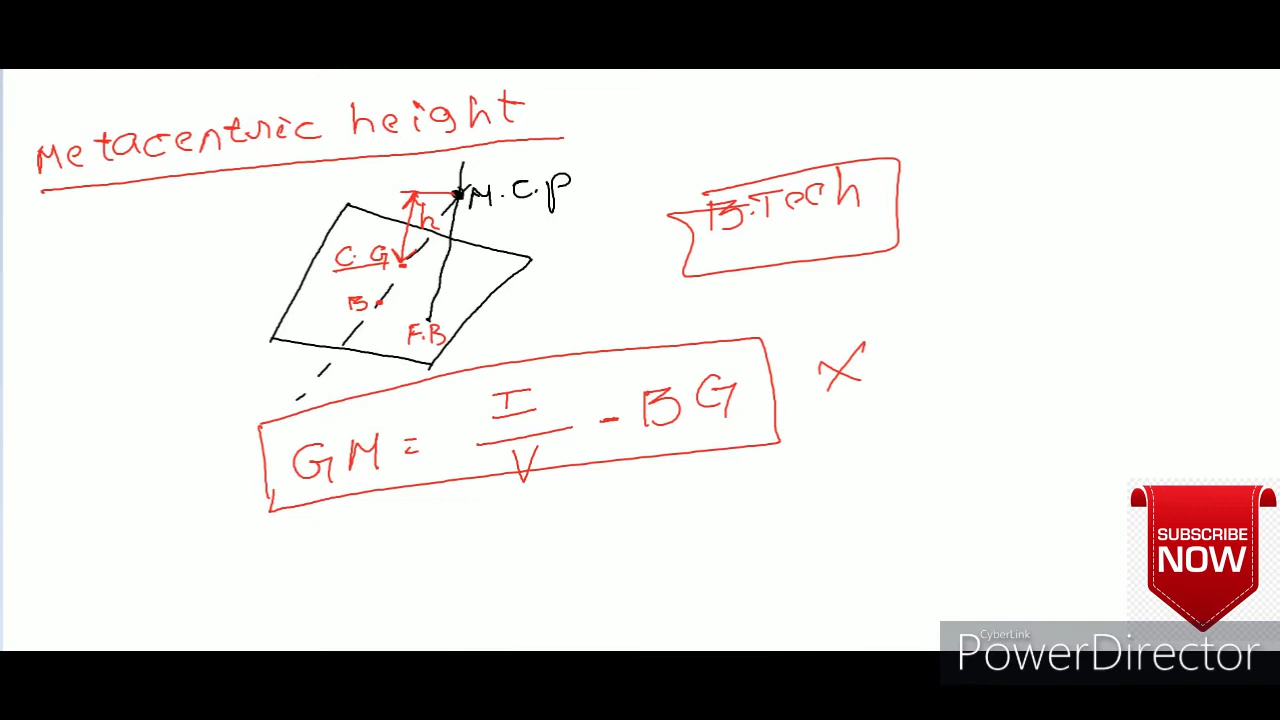 Metacentric height
M.C.P
B.Tech
h
C.G
B
F.B
GM = I/V - BG
X
SUBSCRIBE
NOW
CyberLink
PowerDirector